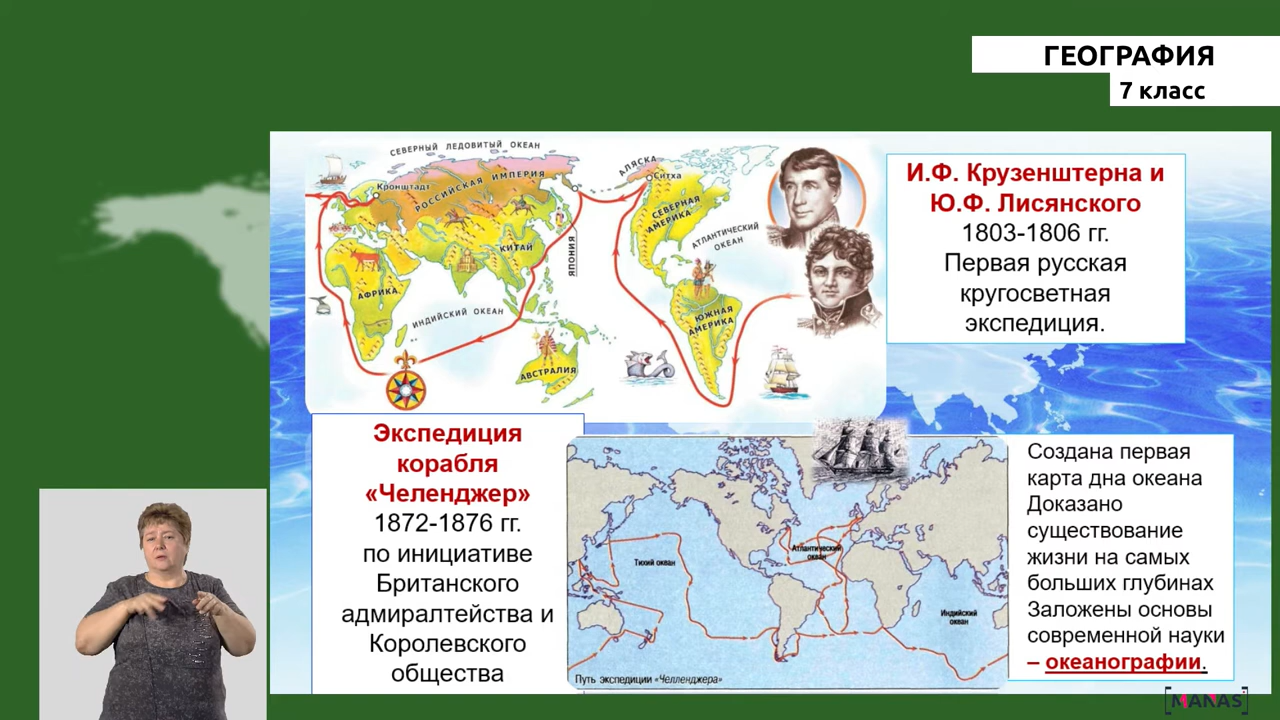 ГЕОГРАФИЯ
7 класс
СЕВЕРНЫЙ ЛЕДОВИТЫЙ ОКЕАН
Кронштадт
РОССИЙСКАЯ ИМПЕРИЯ
АЛЯСКА
Ситха
СЕВЕРНАЯ
АМЕРИКА
АТЛАНТИЧЕСКИЙ
ОКЕАН
КИТАЙ
ЯПОНИЯ
АФРИКА
ИНДИЙСКИЙ ОКЕАН
ЮЖНАЯ
АМЕРИКА
АВСТРАЛИЯ
И.Ф. Крузенштерна и
Ю.Ф. Лисянского
1803-1806 гг.
Первая русская
кругосветная
экспедиция.
Экспедиция
корабля
«Челенджер»
1872-1876 гг.
по инициативе
Британского
адмиралтейства и
Королевского
общества
Тихий океан
Атлантический
океан
Индийский
океан
Путь экспедиции «Челленджера»
Создана первая
карта дна океана
Доказано
существование
жизни на самых
больших глубинах
Заложены основы
современной науки
– океанографии.
[MANAS]